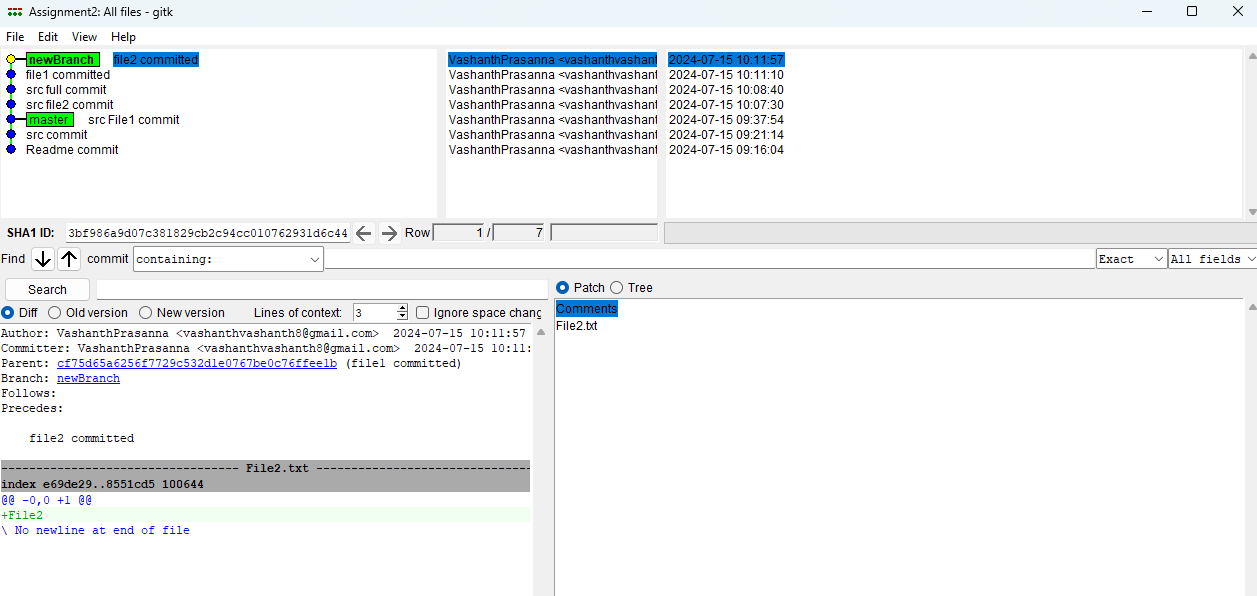 Assignment2: All files - gitk
File Edit View Help
newBranch file2 committed VashanthPrasanna <vashanthvashant 2024-07-15 10:11:57
file1 committed VashanthPrasanna <vashanthvashant 2024-07-15 10:11:10
src full commit VashanthPrasanna <vashanthvashant 2024-07-15 10:08:40
src file2 commit VashanthPrasanna <vashanthvashant 2024-07-15 10:07:30
master src File1 commit VashanthPrasanna <vashanthvashant 2024-07-15 09:37:54
src commit VashanthPrasanna <vashanthvashant 2024-07-15 09:21:14
Readme commit VashanthPrasanna <vashanthvashant 2024-07-15 09:16:04
SHA1 ID: 3bf986a9d07c381829cb2c94cc010762931d6c44 Row 1 / 7
Find commit containing: Exact All fields
Search
Diff Old version New version Lines of context: 3 Ignore space chang
Author: VashanthPrasanna <vashanthvashanth8@gmail.com> 2024-07-15 10:11:57
Committer: VashanthPrasanna <vashanthvashanth8@gmail.com> 2024-07-15 10:11:
Parent: cf75d65a6256f7729c532d1e0767be0c76ffee1b (file1 committed)
Branch: newBranch
Follows:
Precedes:
file2 committed
---------------------------------- File2.txt -------------------------------
index e69de29..8551cd5 100644
@@ -0,0 +1 @@
+File2
\ No newline at end of file
Patch Tree
Comments
File2.txt